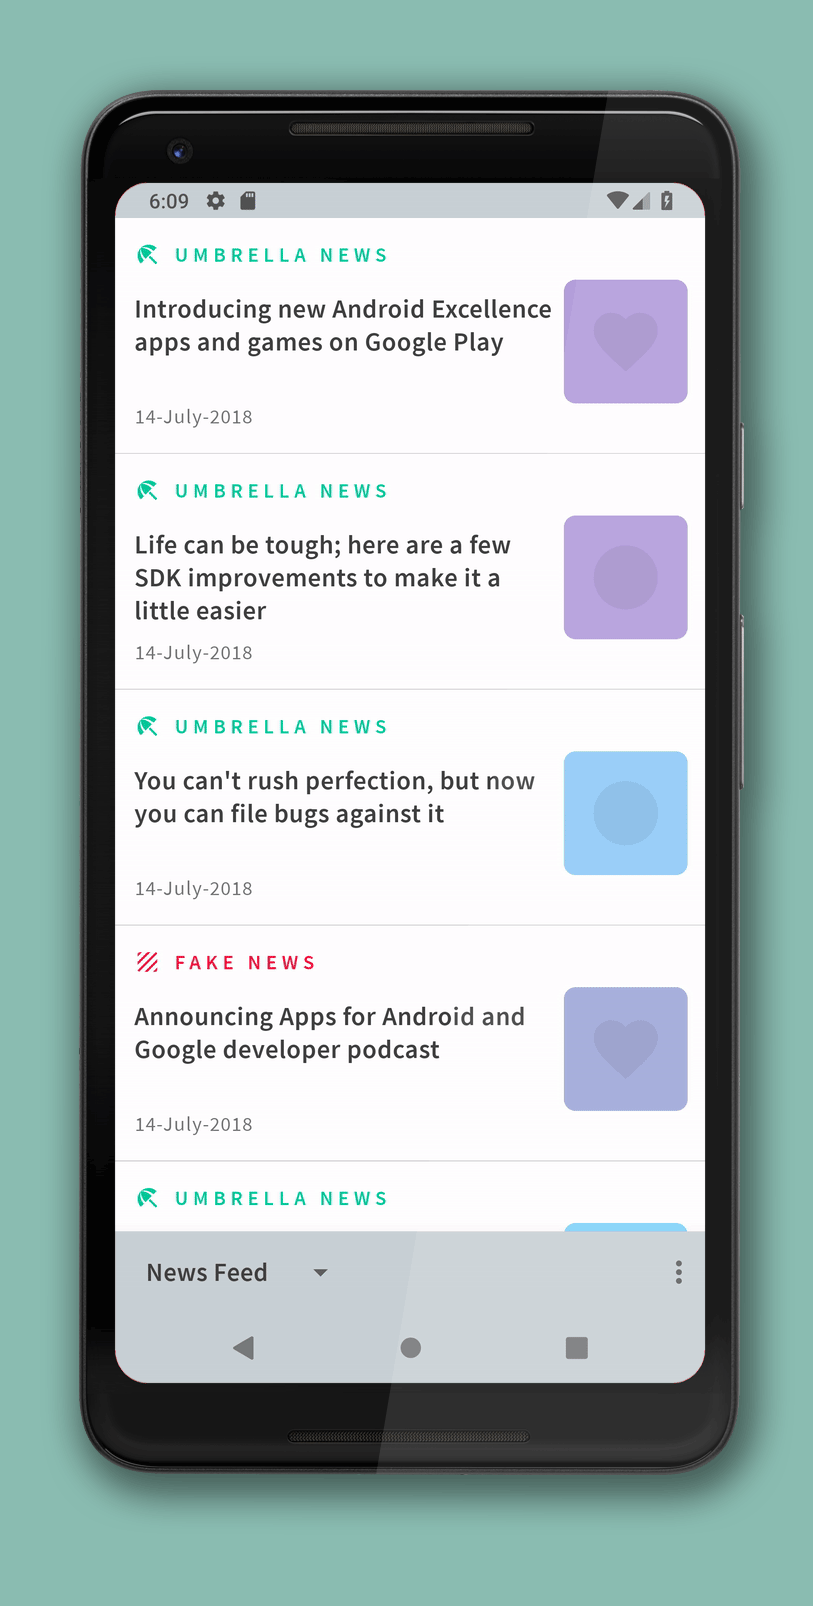 6:09
UMBRELLA NEWS
Introducing new Android Excellence
apps and games on Google Play
14-July-2018
UMBRELLA NEWS
Life can be tough; here are a few
SDK improvements to make it a
little easier
14-July-2018
UMBRELLA NEWS
You can't rush perfection, but now
you can file bugs against it
14-July-2018
FAKE NEWS
Announcing Apps for Android and
Google developer podcast
14-July-2018
UMBRELLA NEWS
News Feed